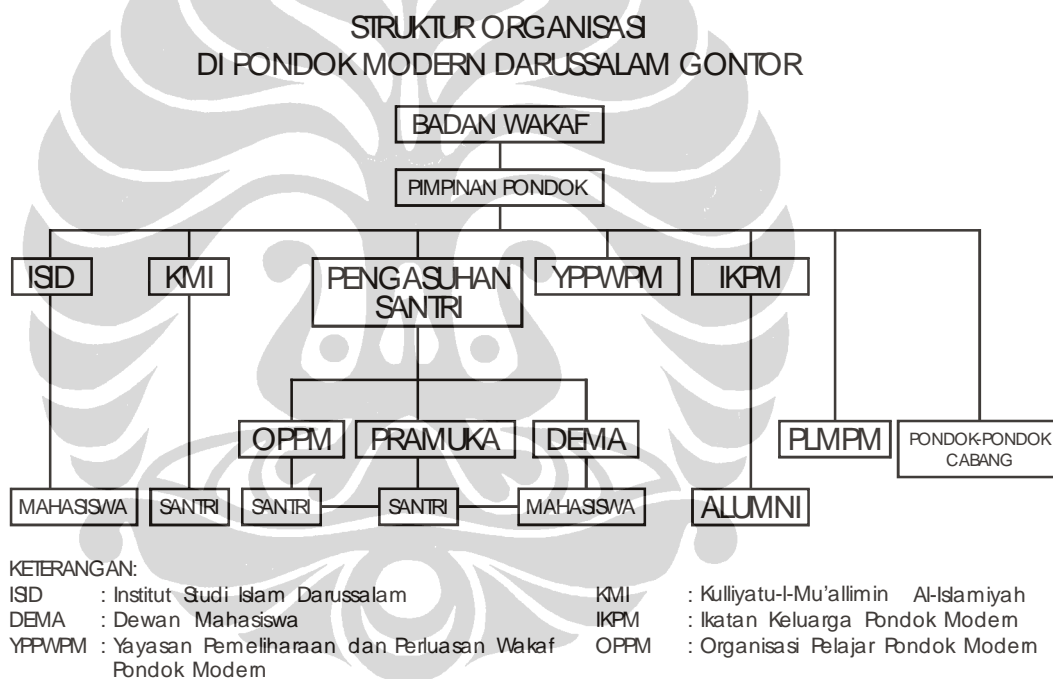 STRUKTUR ORGANISASI
DI PONDOK MODERN DARUSSALAM GONTOR
BADAN WAKAF
PIMPINAN PONDOK
ISID
KMI
PENGASUHAN
SANTRI
YPPWPM
IKPM
OPPM
PRAMUKA
DEMA
PLMPM
PONDOK-PONDOK
CABANG
MAHASISWA
SANTRI
SANTRI
SANTRI
MAHASISWA
ALUMNI
KETERANGAN:
ISID : Institut Studi Islam Darussalam
DEMA : Dewan Mahasiswa
YPPWPM : Yayasan Pemeliharaan dan Perluasan Wakaf
Pondok Modern
KMI : Kulliyatu-l-Mu'allimin Al-Islamiyah
IKPM : Ikatan Keluarga Pondok Modern
OPPM : Organisasi Pelajar Pondok Modern